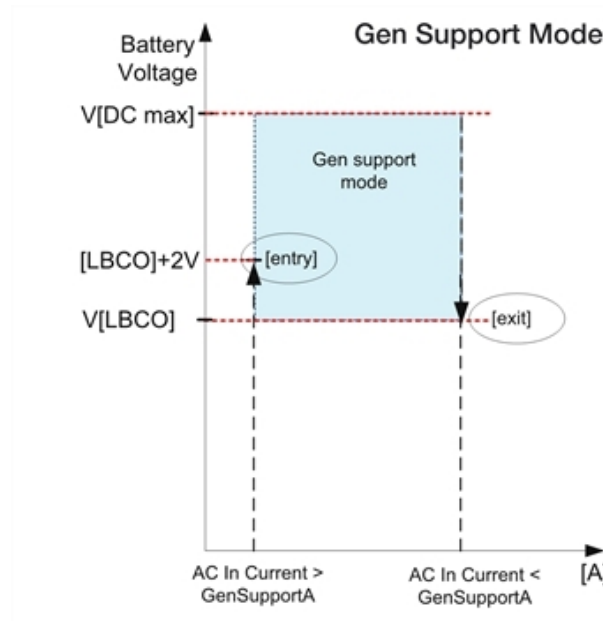 Gen Support Mode
Battery
Voltage
V[DC max]
Gen support
mode
[LBCO]+2V
[entry]
V[LBCO]
[exit]
AC In Current >
GenSupportA
AC In Current <
GenSupportA
[A